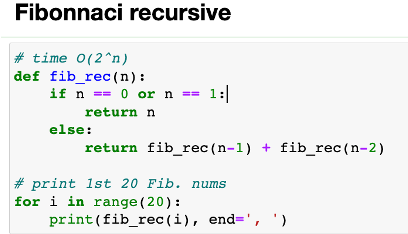 Fibonnaci recursive
# time O(2^n)
def fib_rec(n):
    if n == 0 or n == 1:
        return n
    else:
        return fib_rec(n-1) + fib_rec(n-2)
# print 1st 20 Fib. nums
for i in range(20):
    print(fib_rec(i), end=', ')